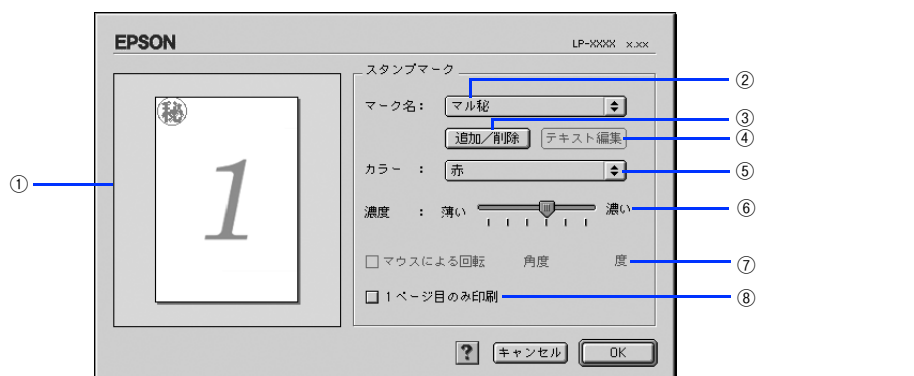 EPSON
LP-XXXX x.xx
スタンプマーク
マーク名： マル秘
追加／削除 テキスト編集
カラー ： 赤
濃度 ： 薄い 濃い
マウスによる回転 角度 度
1ページ目のみ印刷
? キャンセル OK
㊙
1
①
②
③
④
⑤
⑥
⑦
⑧